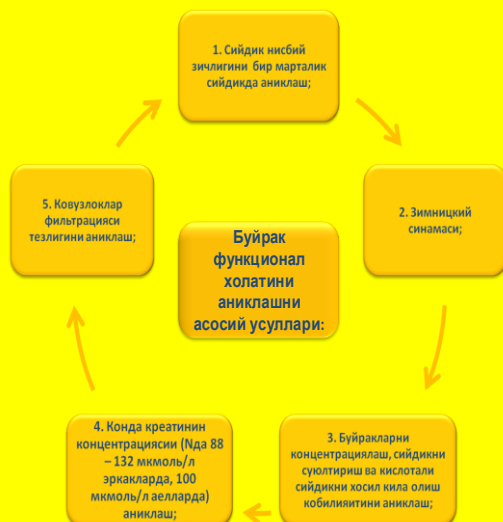 1. Сийдик нисбий
зичлигини бир марталик
сийдикда аниклаш;
2. Зимницкий
синамаси;
3. Буйракларни
концентрациялаш, сийдикни
суюлтириш ва кислотали
сийдикни хосил кила олиш
кобилияитини аниклаш;
4. Конда креатинин
концентрациясии (Nда 88
– 132 мкмоль/л
эркакларда, 100
мкмоль/л аелларда)
аниклаш;
5. Ковузлоклар
фильтрацияси
тезлигини аниклаш;
Буйрак
функционал
холатини
аниклашни
асосий усуллари: